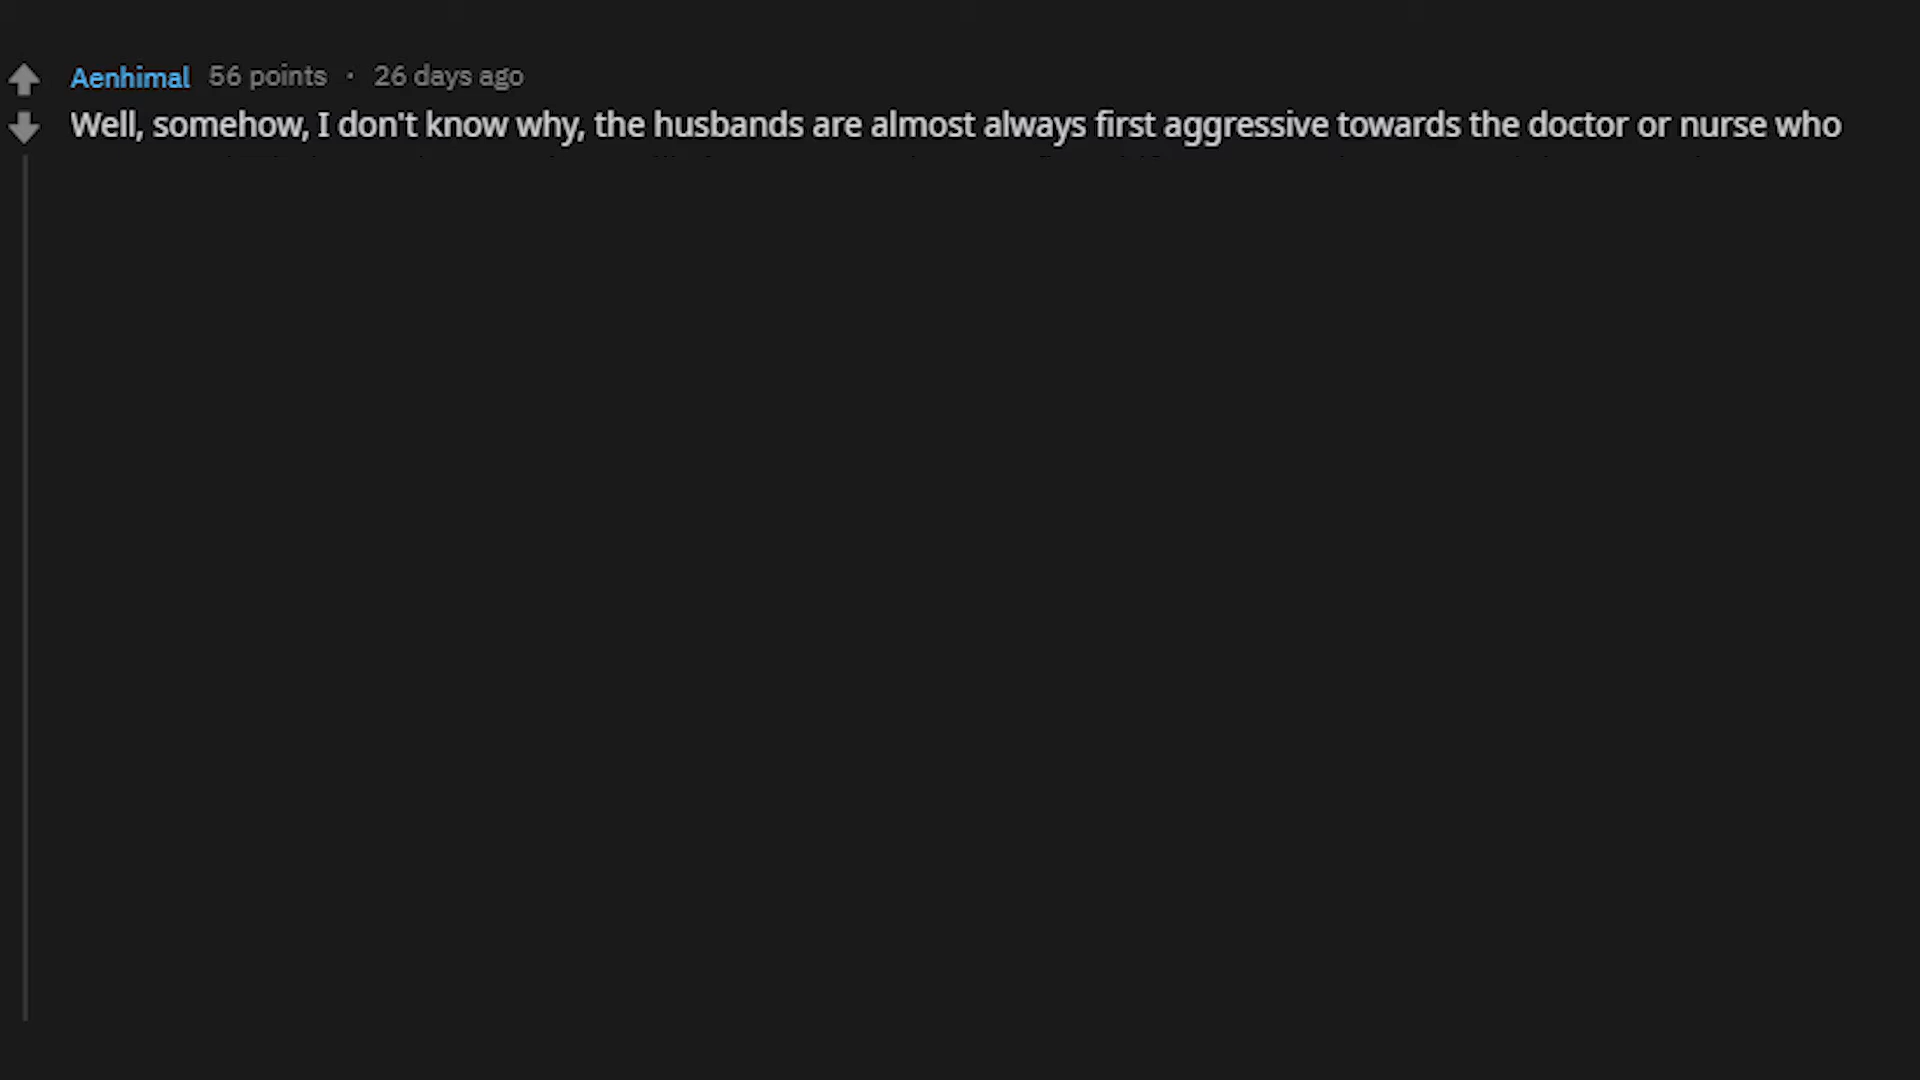 Aenhimal 56 points · 26 days ago
Well, somehow, I don't know why, the husbands are almost always first aggressive towards the doctor or nurse who